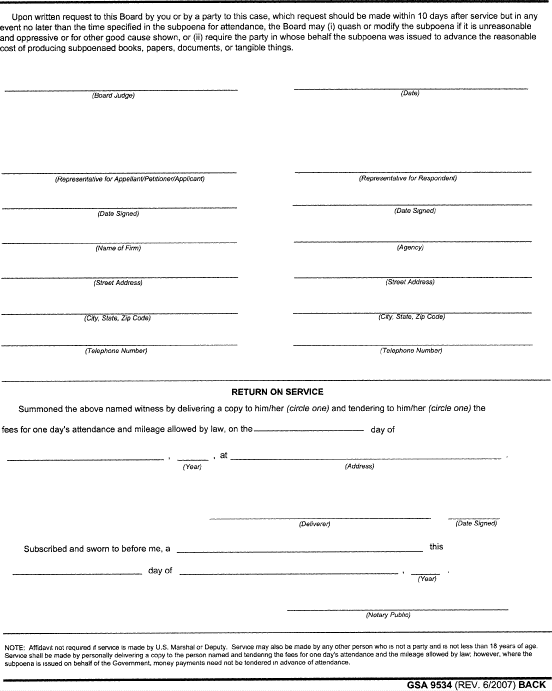 Upon written request to this Board by you or by a party to this case, which request should be made within 10 days after service but in any
event no later than the time specified in the subpoena for attendance, the Board may (i) quash or modify the subpoena if it is unreasonable
and oppressive or for other good cause shown, or (ii) require the party in whose behalf the subpoena was issued to advance the reasonable
cost of producing subpoenaed books, papers, documents, or tangible things.
(Board Judge) (Date)
(Representative for Appellant/Petitioner/Applicant) (Representative for Respondent)
(Date Signed) (Date Signed)
(Name of Firm) (Agency)
(Street Address) (Street Address)
(City, State, Zip Code) (City, State, Zip Code)
(Telephone Number) (Telephone Number)
RETURN ON SERVICE
Summoned the above named witness by delivering a copy to him/her (circle one) and tendering to him/her (circle one) the
fees for one day's attendance and mileage allowed by law, on the day of
, , at .
(Year) (Address)
(Deliverer) (Date Signed)
Subscribed and sworn to before me, a this
day of , .
(Year)
(Notary Public)
NOTE: Affidavit not required if service is made by U.S. Marshal or Deputy. Service may also be made by any other person who is not a party and is not less than 18 years of age.
Service shall be made by personally delivering a copy to the person named and tendering the fees for one day's attendance and the mileage allowed by law; however, where the
subpoena is issued on behalf of the Government, money payments need not be tendered in advance of attendance.
GSA 9534 (REV. 6/2007) BACK